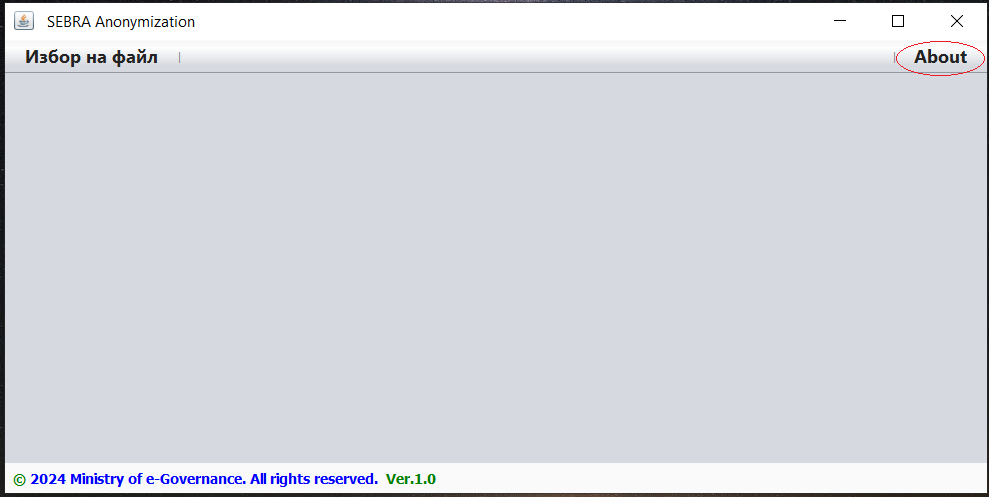 SEBRA Anonymization
Избор на файл | | About
© 2024 Ministry of e-Governance. All rights reserved. Ver.1.0